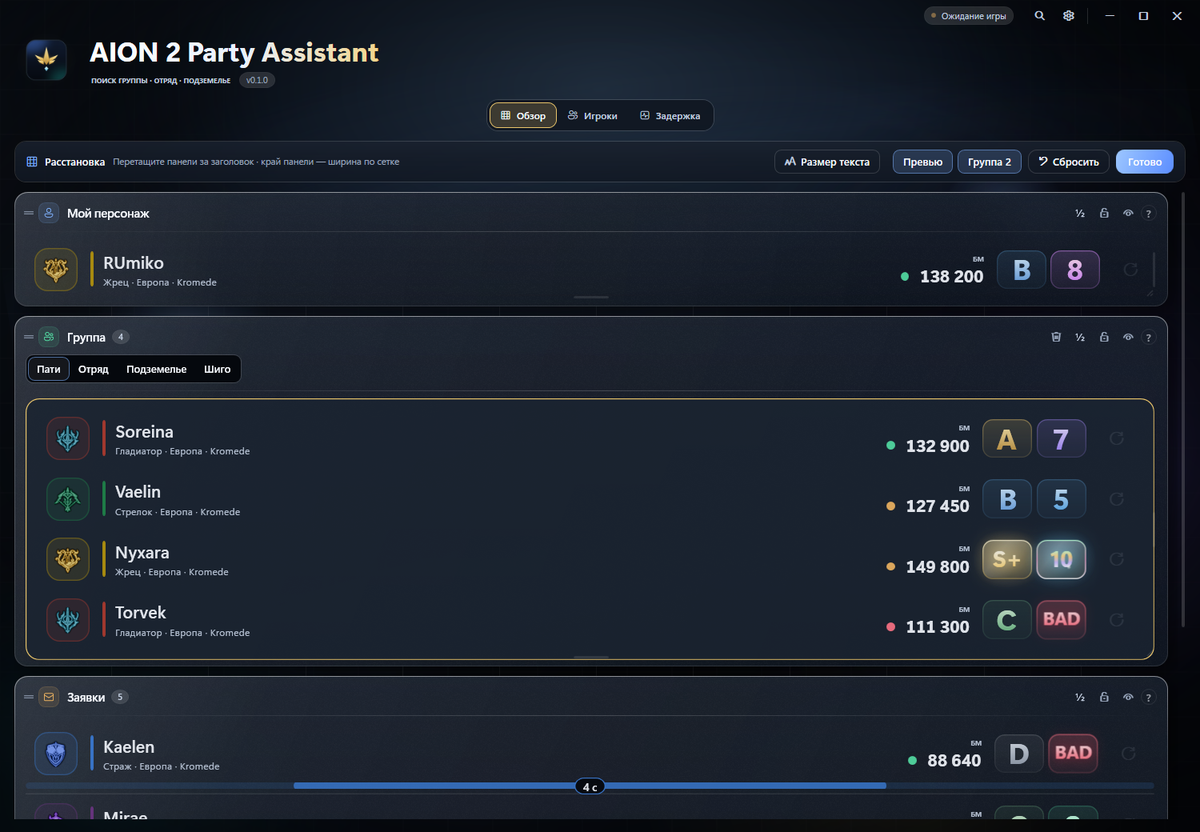 Ожидание игры
AION 2 Party Assistant
ПОИСК ГРУППЫ · ОТРЯД · ПОДЗЕМЕЛЬЕ v0.1.0
Обзор Игроки Задержка
Расстановка Перетащите панели за заголовок · край панели — ширина по сетке AA Размер текста Превью Группа 2 Сбросить Готово
Мой персонаж ½ ?
RUmiko
Жрец · Европа · Kromede
БМ
138 200 B 8
Группа 4 ½ ?
Пати Отряд Подземелье Шиго
Soreina
Гладиатор · Европа · Kromede
БМ
132 900 A 7
Vaelin
Стрелок · Европа · Kromede
БМ
127 450 B 5
Nyxara
Жрец · Европа · Kromede
БМ
149 800 S+ 10
Torvek
Гладиатор · Европа · Kromede
БМ
111 300 C BAD
Заявки 5 ½ ?
Kaelen
Страж · Европа · Kromede
БМ
88 640 D BAD
4 с
Mirae
БМ